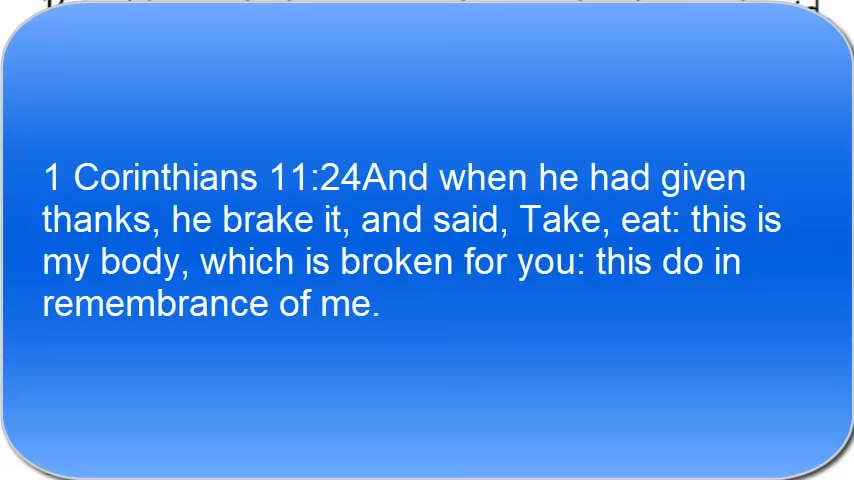 1 Corinthians 11:24And when he had given
thanks, he brake it, and said, Take, eat: this is
my body, which is broken for you: this do in
remembrance of me.